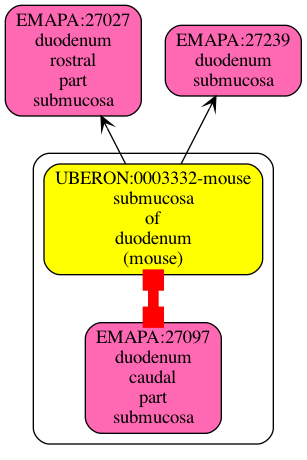 EMAPA:27027
duodenum
rostral
part
submucosa
EMAPA:27239
duodenum
submucosa
UBERON:0003332-mouse
submucosa
of
duodenum
(mouse)
EMAPA:27097
duodenum
caudal
part
submucosa